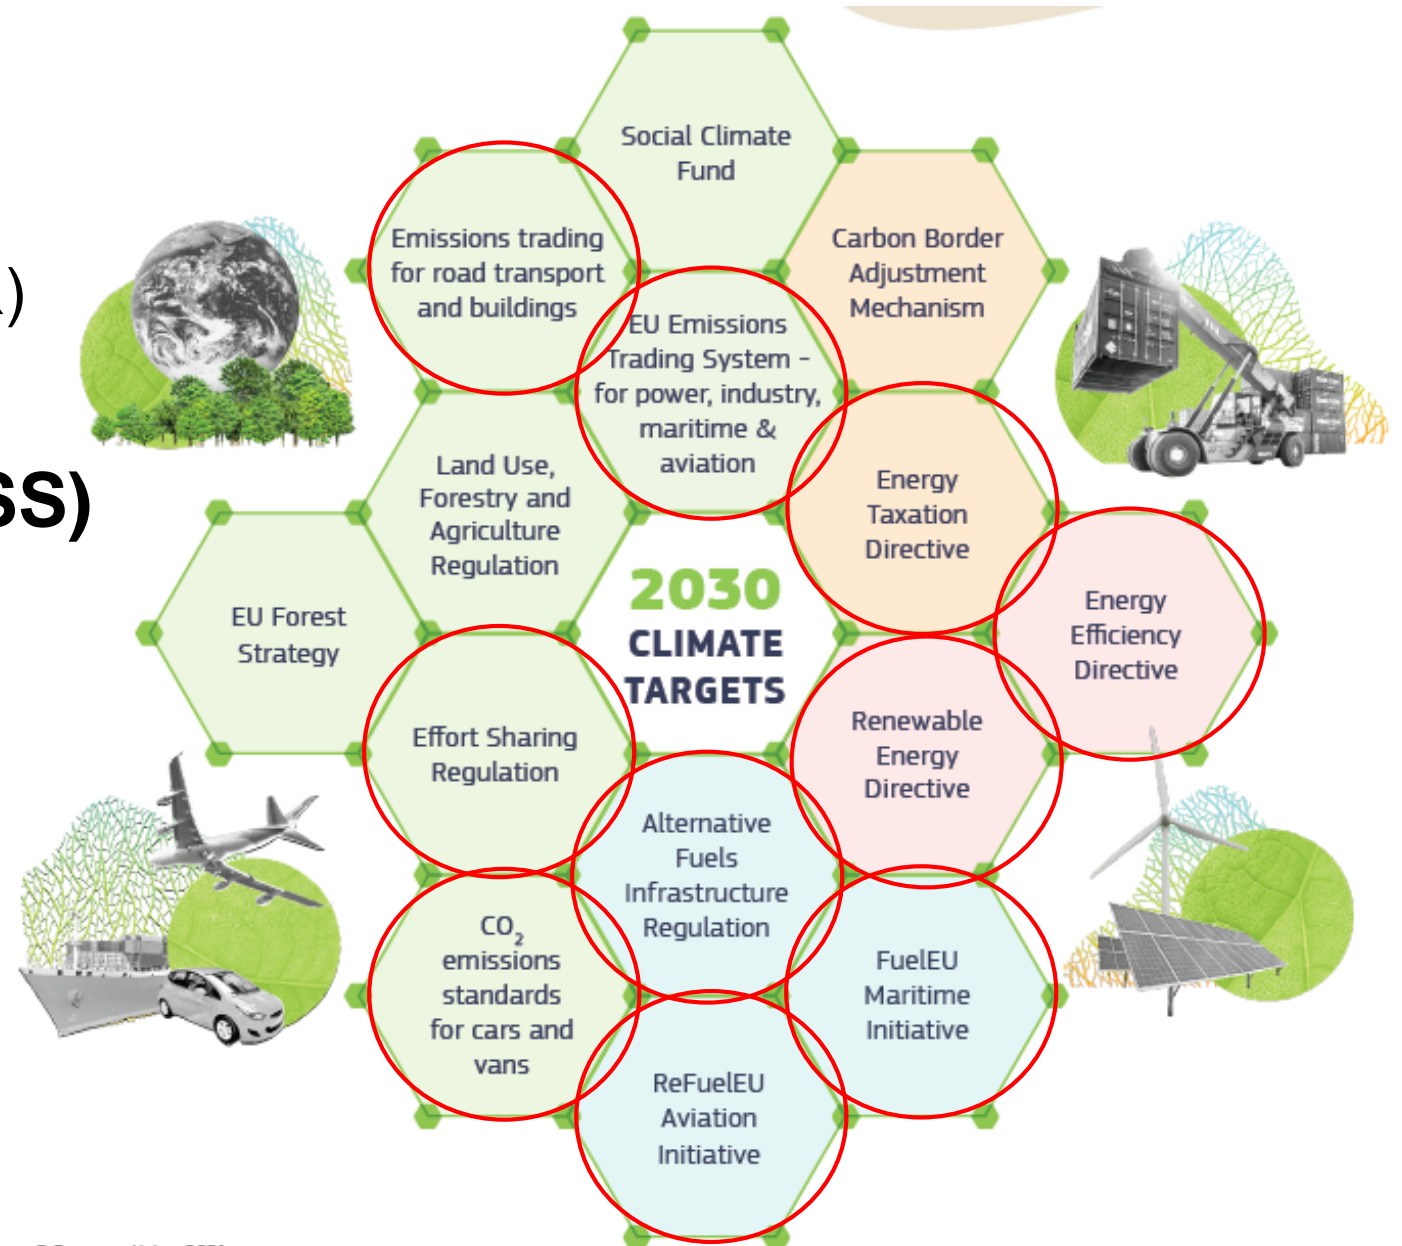 Social Climate
Fund
Emissions trading
for road transport
and buildings
Carbon Border
Adjustment
Mechanism
EU Emissions
Trading System –
for power, industry,
maritime &
aviation
Land Use,
Forestry and
Agriculture
Regulation
Energy
Taxation
Directive
SS)
2030
CLIMATE
TARGETS
EU Forest
Strategy
Energy
Efficiency
Directive
Effort Sharing
Regulation
Renewable
Energy
Directive
Alternative
Fuels
Infrastructure
Regulation
CO₂
emissions
standards
for cars and
vans
FuelEU
Maritime
Initiative
ReFuelEU
Aviation
Initiative